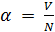 α = V/N